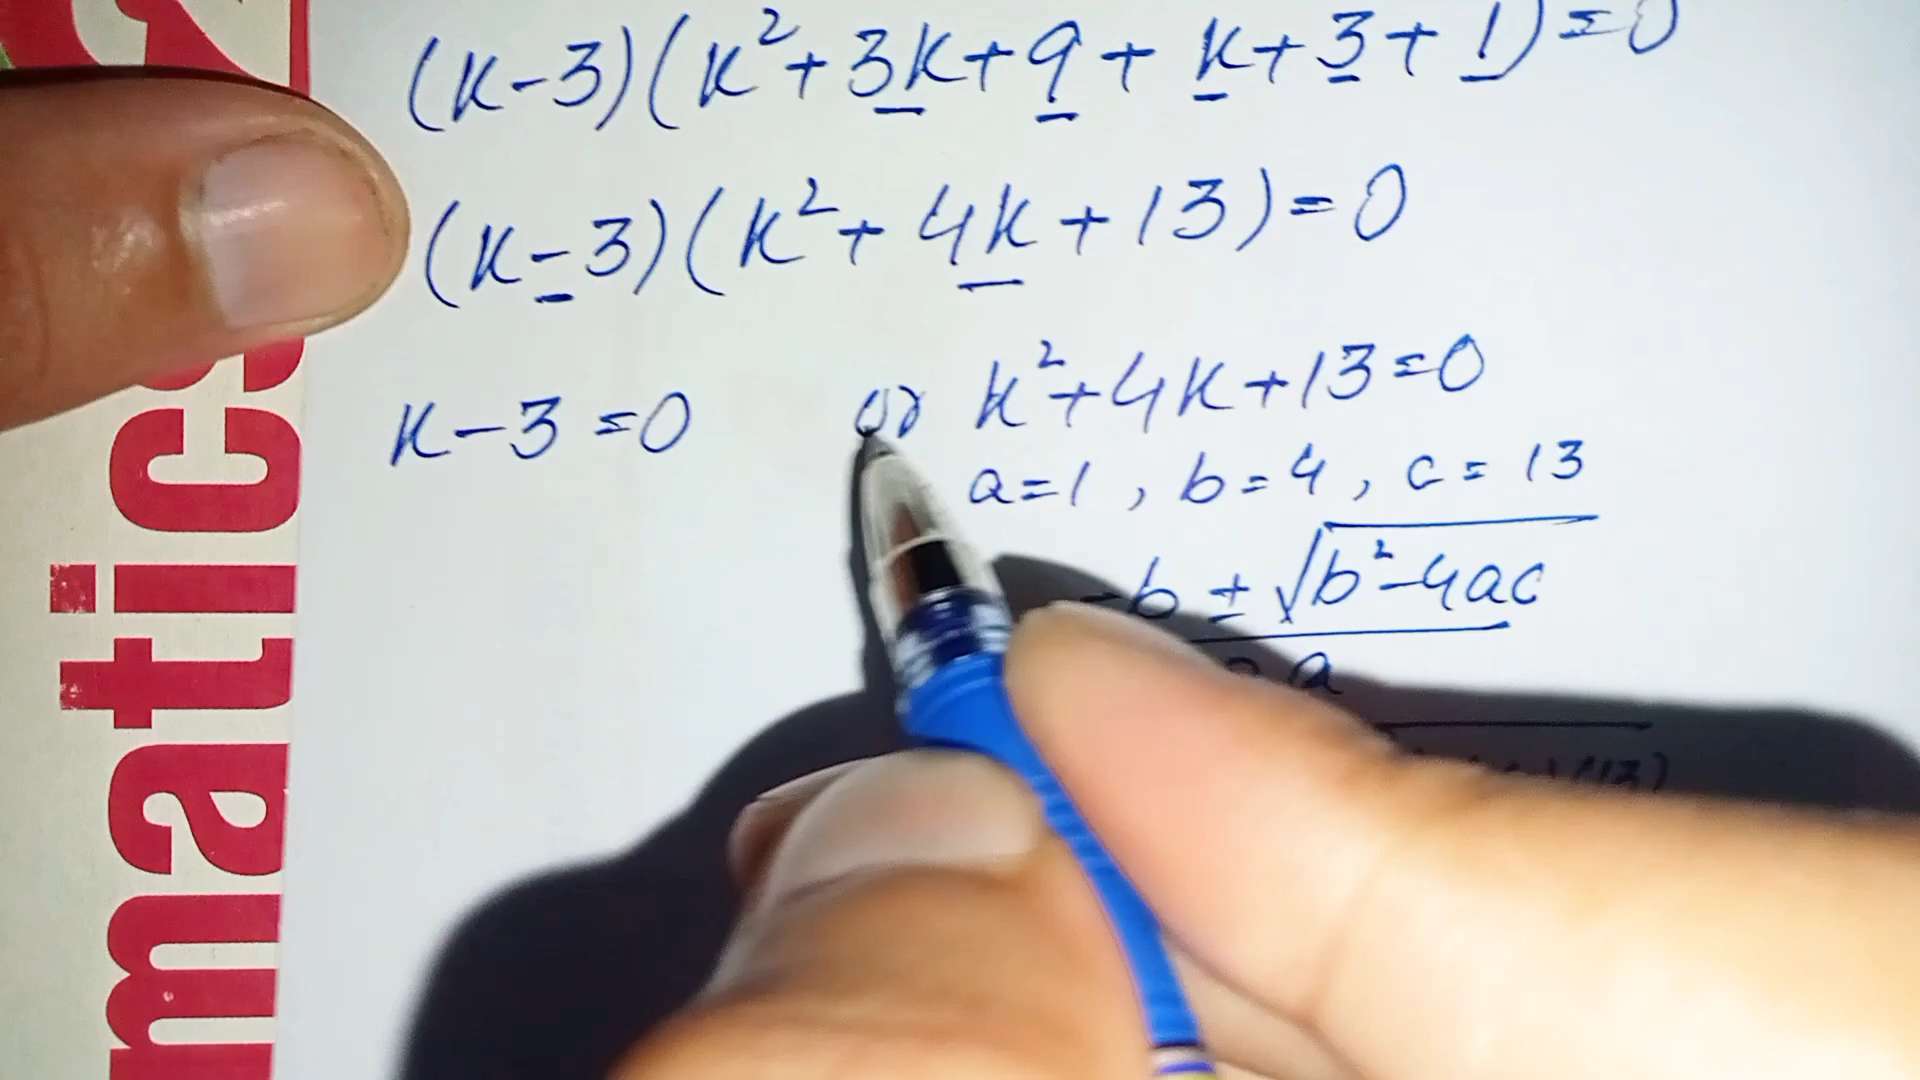 (k-3)(k²+3k+9+k+3+1)=0
(k-3)(k²+4k+13)=0
k-3=0 or k²+4k+13=0
a=1, b=4, c=13
-b ± √b²-4ac
a
(13)
matics